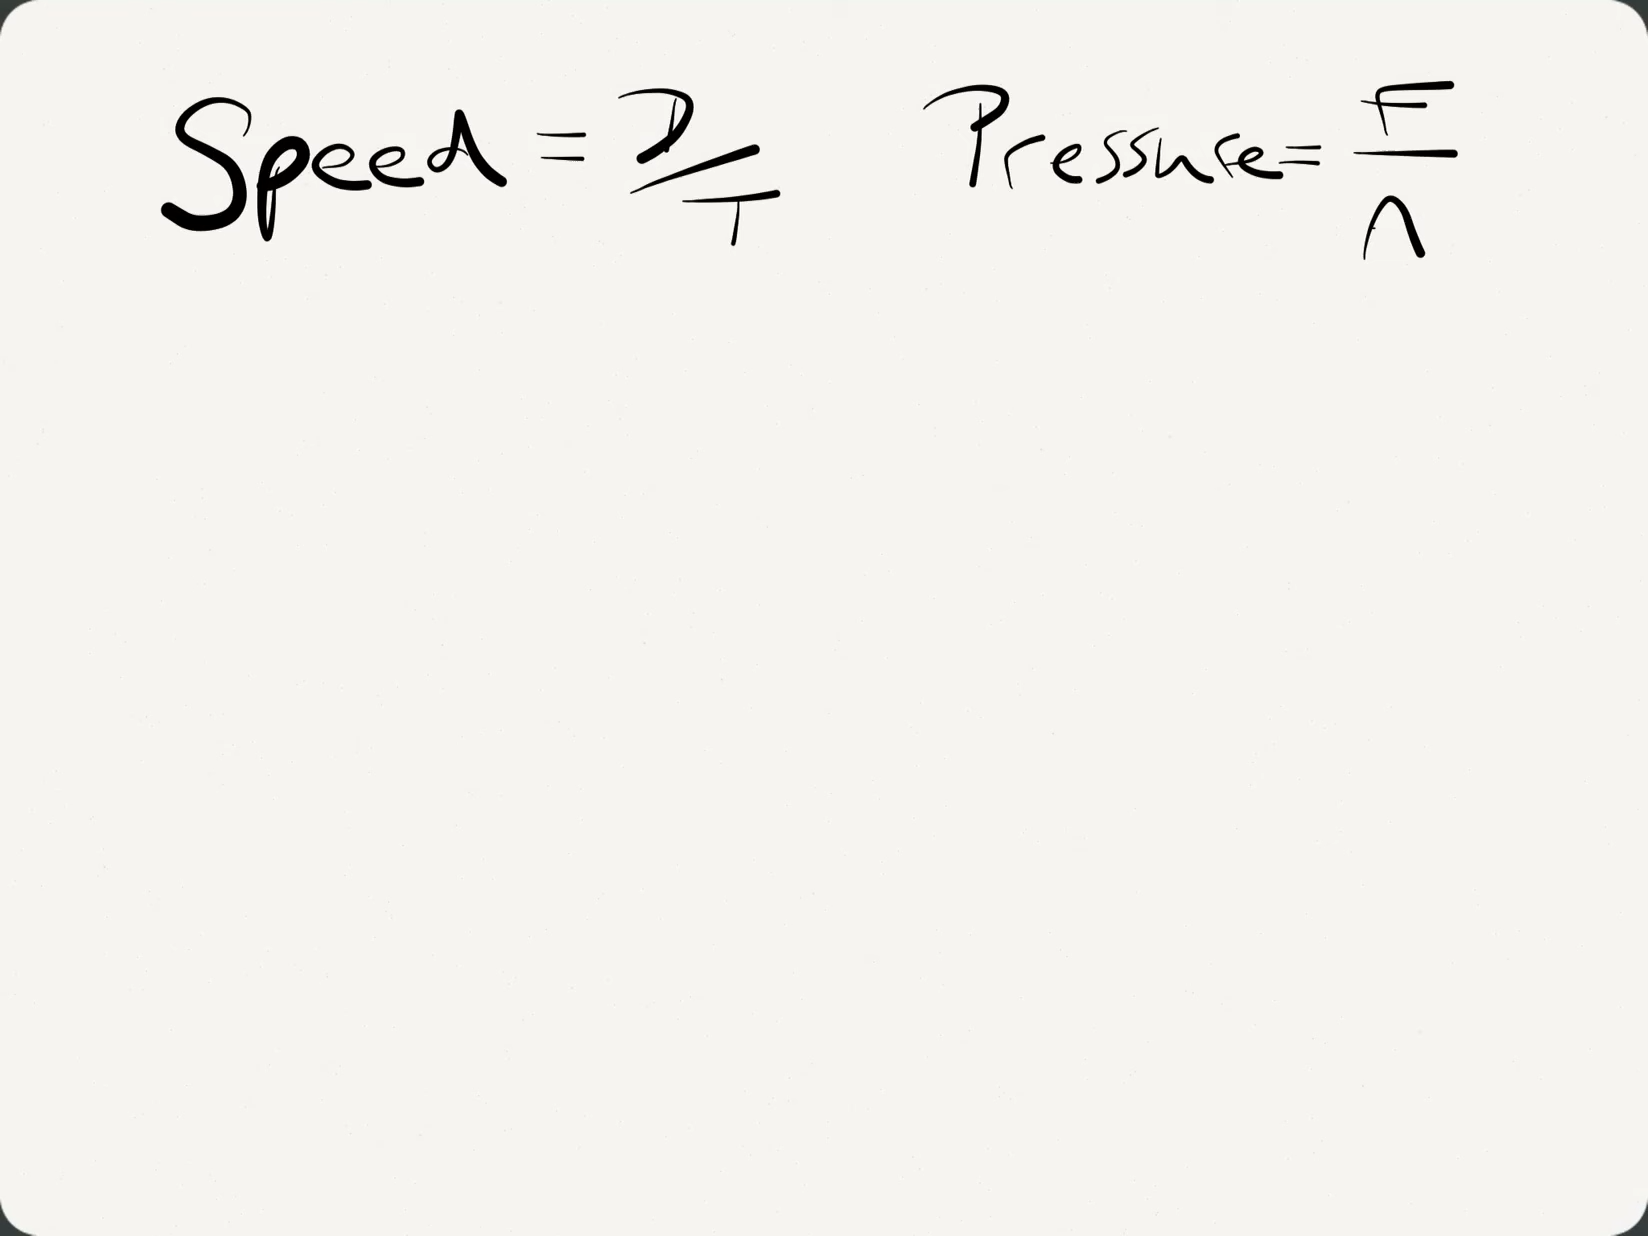 Speed = D/T
Pressure = F/A